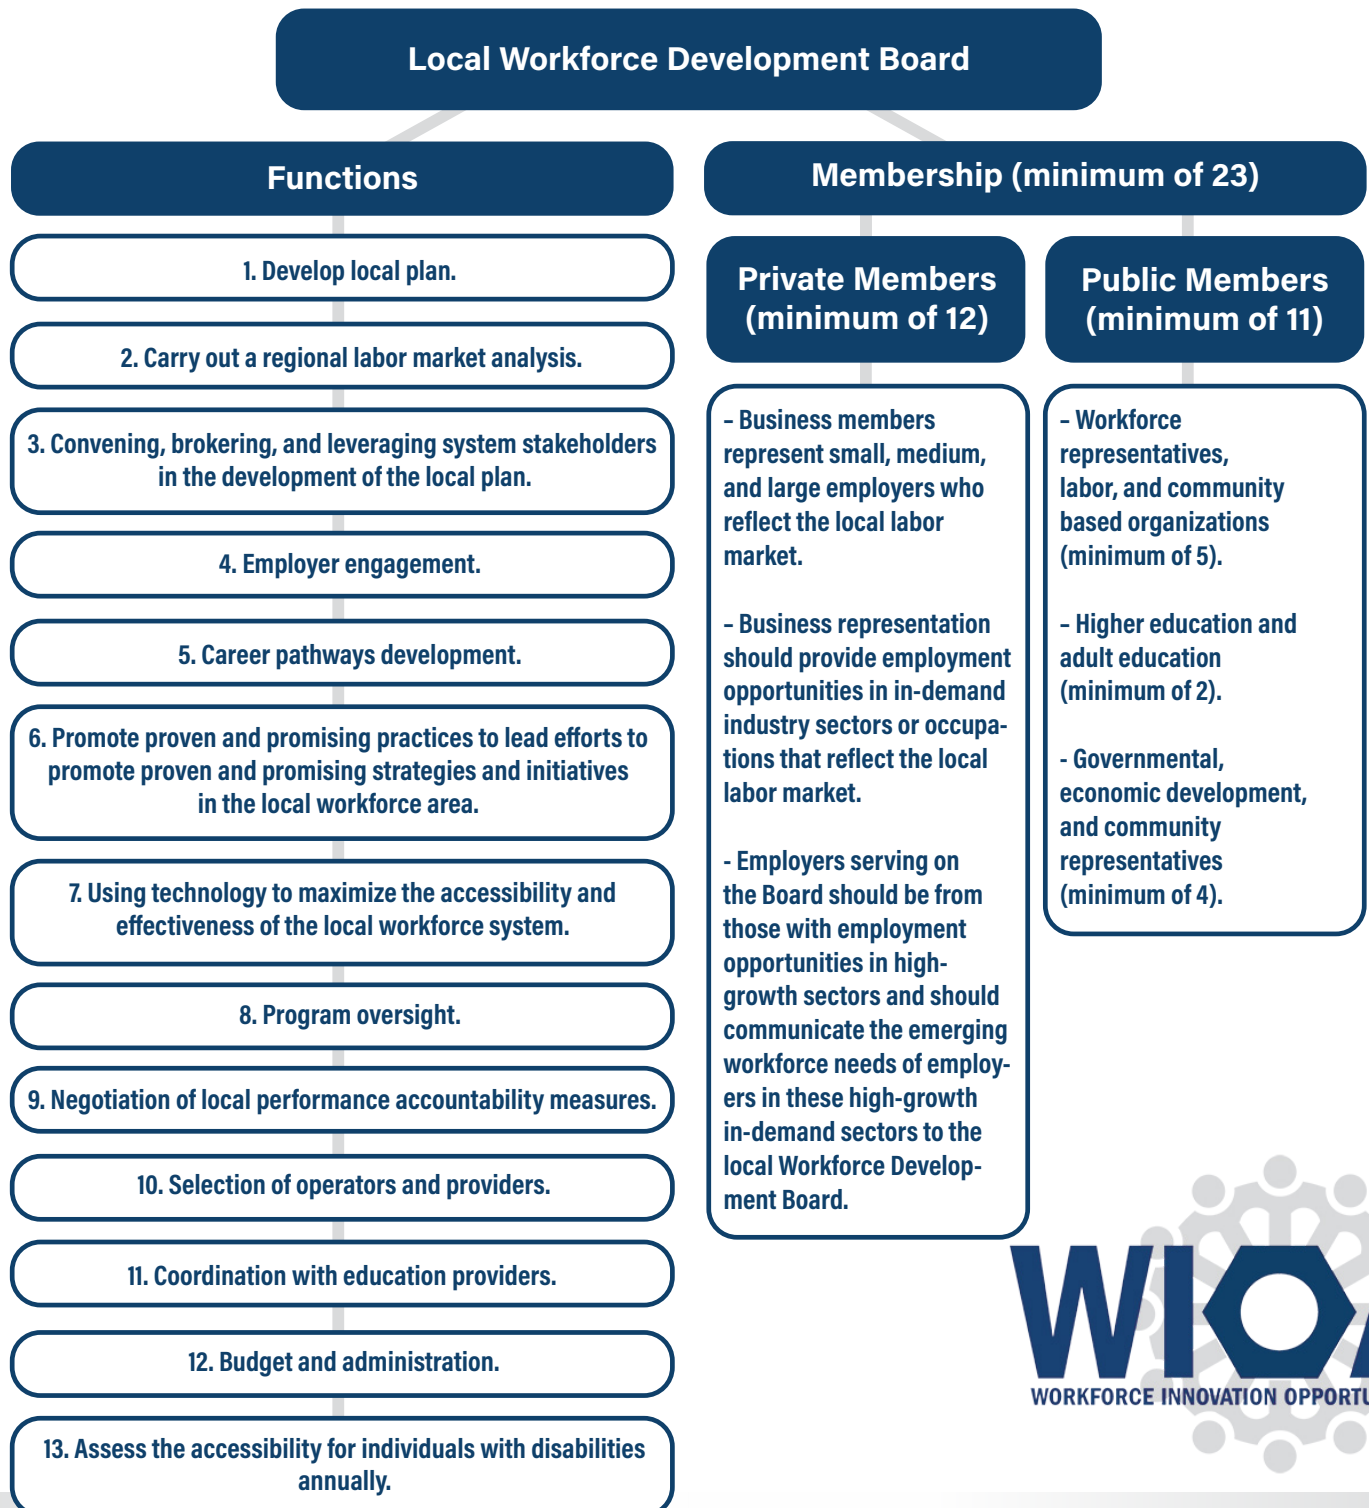 Local Workforce Development Board
Functions
1. Develop local plan.
2. Carry out a regional labor market analysis.
3. Convening, brokering, and leveraging system stakeholders
in the development of the local plan.
4. Employer engagement.
5. Career pathways development.
6. Promote proven and promising practices to lead efforts to
promote proven and promising strategies and initiatives
in the local workforce area.
7. Using technology to maximize the accessibility and
effectiveness of the local workforce system.
8. Program oversight.
9. Negotiation of local performance accountability measures.
10. Selection of operators and providers.
11. Coordination with education providers.
12. Budget and administration.
13. Assess the accessibility for individuals with disabilities
annually.
Membership (minimum of 23)
Private Members
(minimum of 12)
– Business members
represent small, medium,
and large employers who
reflect the local labor
market.
– Business representation
should provide employment
opportunities in in-demand
industry sectors or occupa-
tions that reflect the local
labor market.
- Employers serving on
the Board should be from
those with employment
opportunities in high-
growth sectors and should
communicate the emerging
workforce needs of employ-
ers in these high-growth
in-demand sectors to the
local Workforce Develop-
ment Board.
Public Members
(minimum of 11)
– Workforce
representatives,
labor, and community
based organizations
(minimum of 5).
– Higher education and
adult education
(minimum of 2).
- Governmental,
economic development,
and community
representatives
(minimum of 4).
WIOA
WORKFORCE INNOVATION OPPORTU